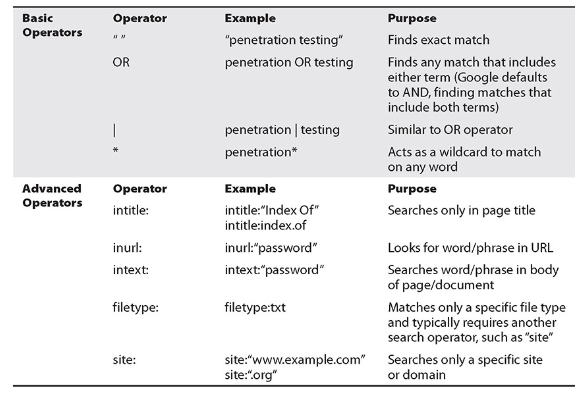 Basic Operators Operator Example Purpose
“ ” “penetration testing“ Finds exact match
OR penetration OR testing Finds any match that includes
either term (Google defaults
to AND, finding matches that
include both terms)
| penetration | testing Similar to OR operator
* penetration* Acts as a wildcard to match
on any word
Advanced Operators Operator Example Purpose
intitle: intitle:“Index Of” Searches only in page title
intitle:index.of
inurl: inurl:“password” Looks for word/phrase in URL
intext: intext:“password” Searches word/phrase in body
of page/document
filetype: filetype:txt Matches only a specific file type
and typically requires another
search operator, such as “site“
site: site:“www.example.com” Searches only a specific site
site:“.org“ or domain